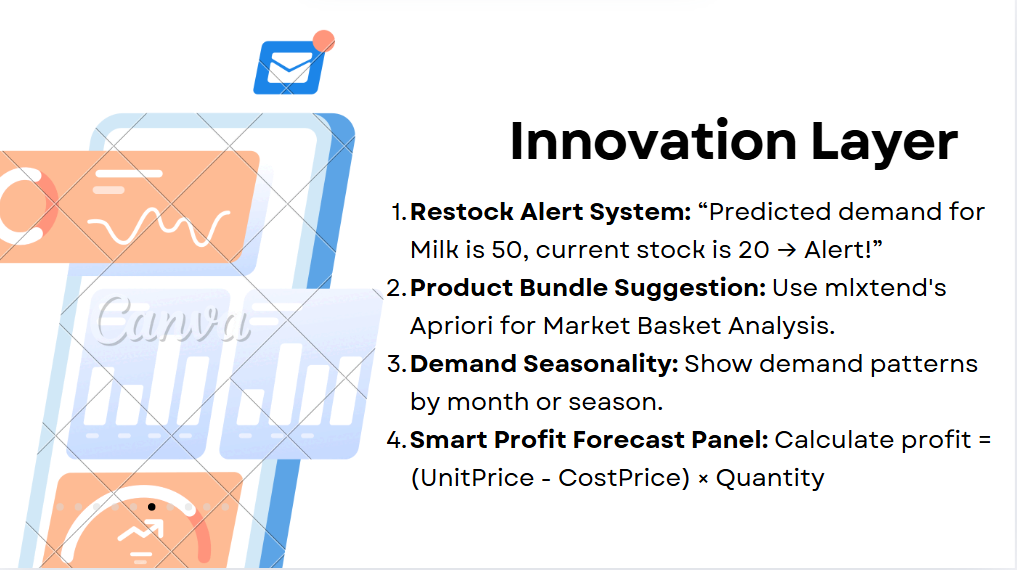 Innovation Layer
1. Restock Alert System: “Predicted demand for
Milk is 50, current stock is 20 → Alert!”
2. Product Bundle Suggestion: Use mlxtend's
Apriori for Market Basket Analysis.
3. Demand Seasonality: Show demand patterns
by month or season.
4. Smart Profit Forecast Panel: Calculate profit =
(UnitPrice - CostPrice) × Quantity
Canva